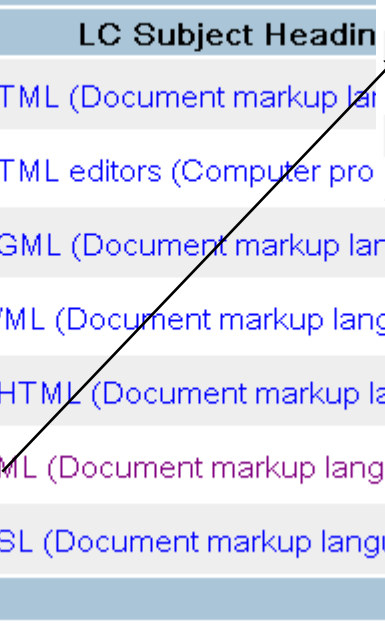 LC Subject Headin
TML (Document markup lan
TML editors (Computer pro
GML (Document markup lan
ML (Document markup lang
HTML (Document markup la
ML (Document markup lang
SL (Document markup langu